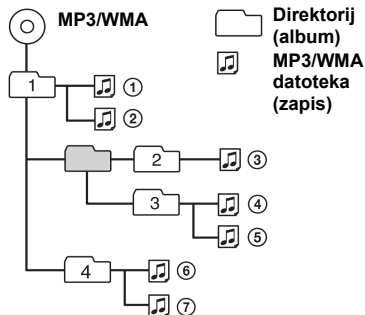 MP3/WMA
Direktorij
(album)
MP3/WMA
datoteka
(zapis)
1
①
②
2
③
3
④
⑤
4
⑥
⑦